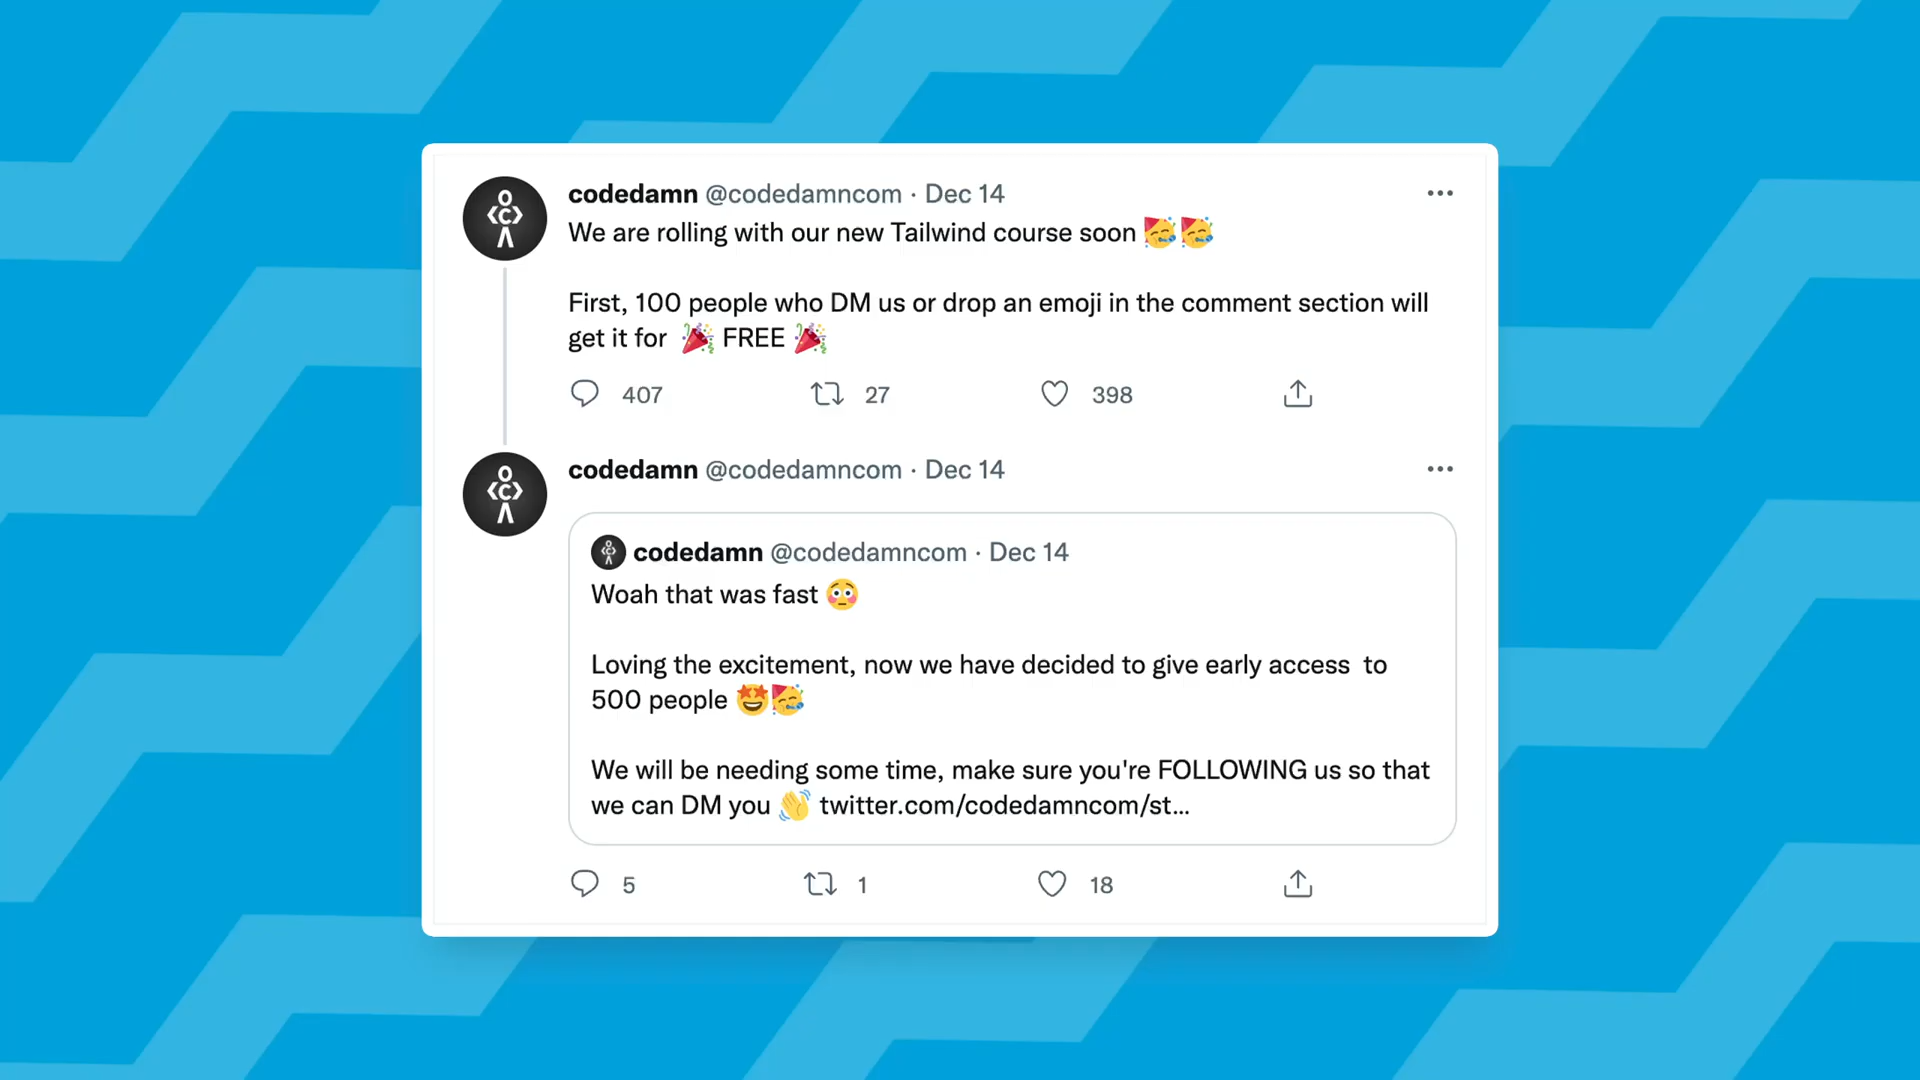 codedamn @codedamncom · Dec 14
We are rolling with our new Tailwind course soon 🥳🥳
First, 100 people who DM us or drop an emoji in the comment section will
get it for 🎉 FREE 🎉
407 27 398
codedamn @codedamncom · Dec 14
codedamn @codedamncom · Dec 14
Woah that was fast 😳
Loving the excitement, now we have decided to give early access to
500 people 🤩🥳
We will be needing some time, make sure you're FOLLOWING us so that
we can DM you 👋 twitter.com/codedamncom/st...
5 1 18